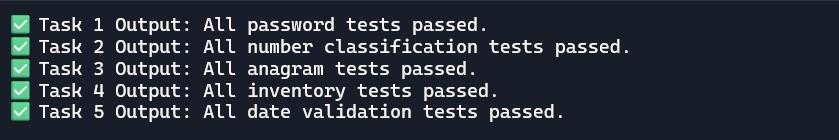 ✅ Task 1 Output: All password tests passed.
✅ Task 2 Output: All number classification tests passed.
✅ Task 3 Output: All anagram tests passed.
✅ Task 4 Output: All inventory tests passed.
✅ Task 5 Output: All date validation tests passed.